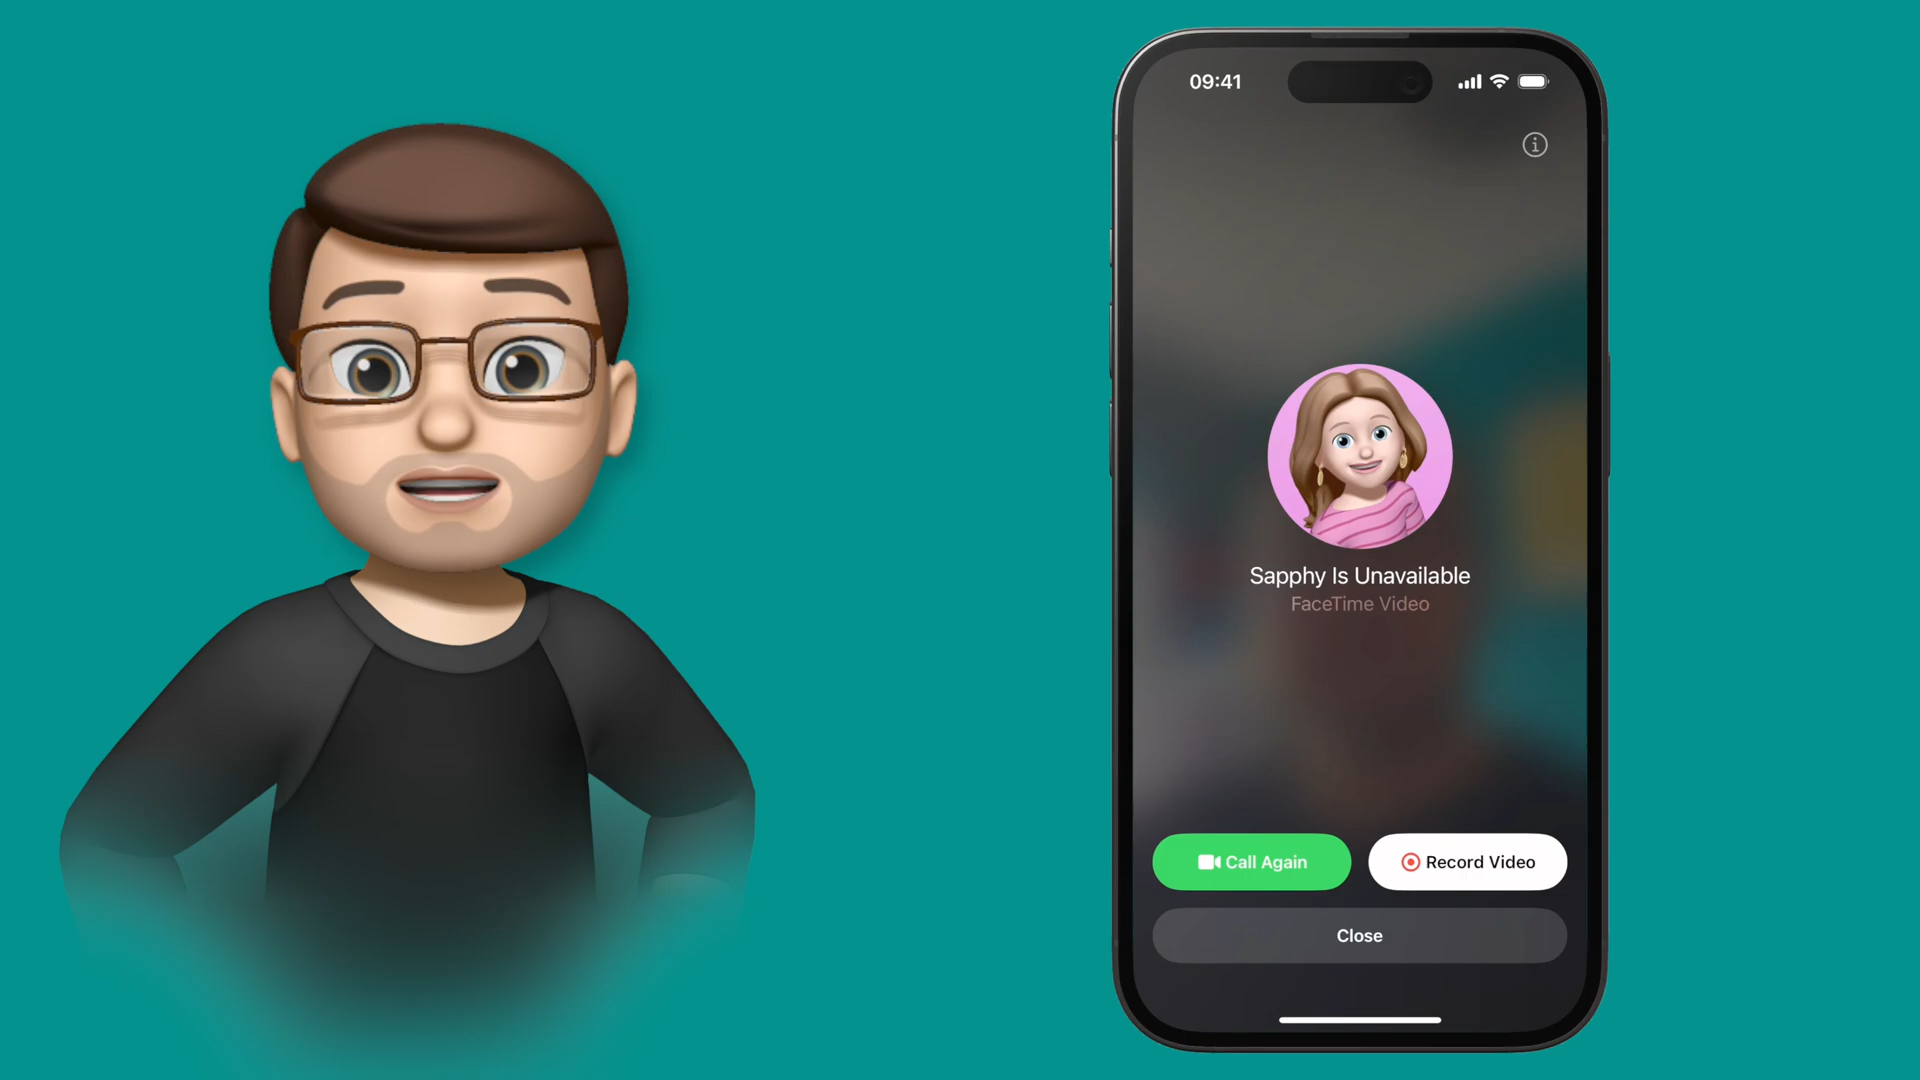 09:41
Sapphy Is Unavailable
FaceTime Video
Call Again
Record Video
Close